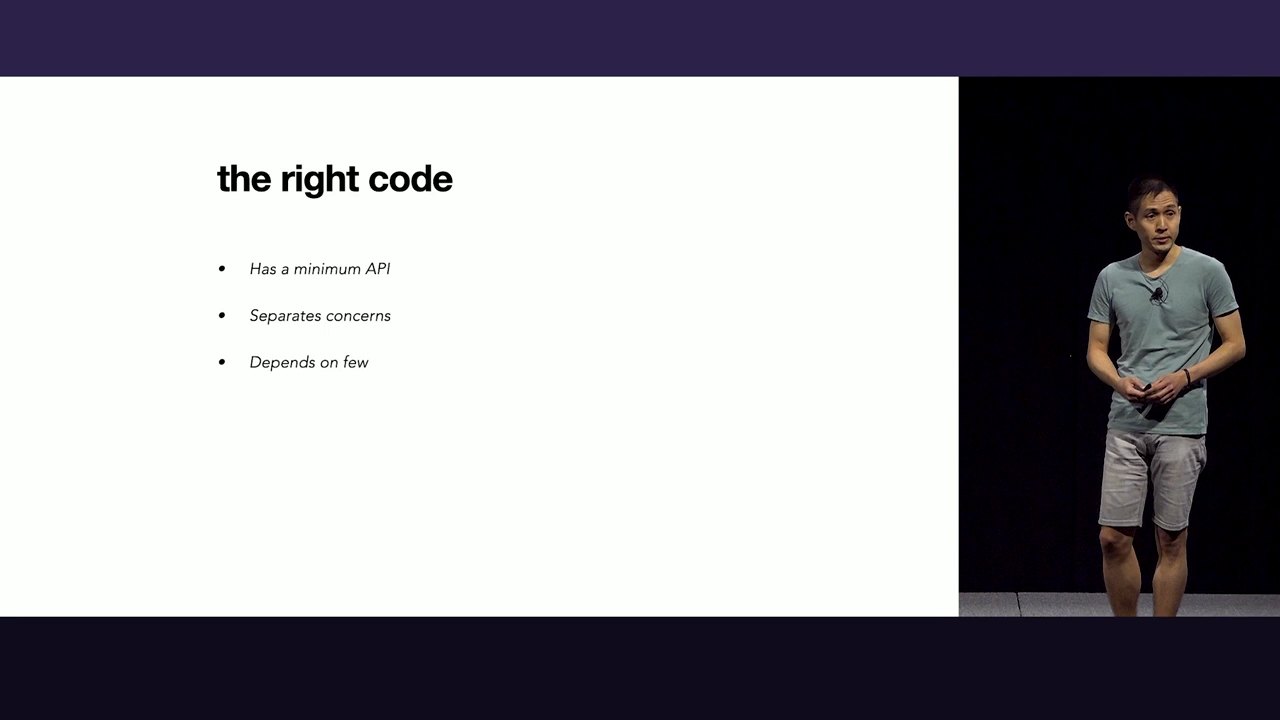 the right code
• Has a minimum API
• Separates concerns
• Depends on few